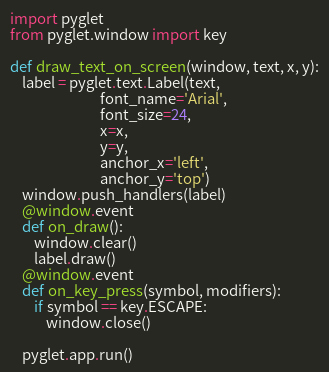 import pyglet
from pyglet.window import key

def draw_text_on_screen(window, text, x, y):
    label = pyglet.text.Label(text,
                              font_name='Arial',
                              font_size=24,
                              x=x,
                              y=y,
                              anchor_x='left',
                              anchor_y='top')
    window.push_handlers(label)
    @window.event
    def on_draw():
        window.clear()
        label.draw()
    @window.event
    def on_key_press(symbol, modifiers):
        if symbol == key.ESCAPE:
            window.close()

    pyglet.app.run()